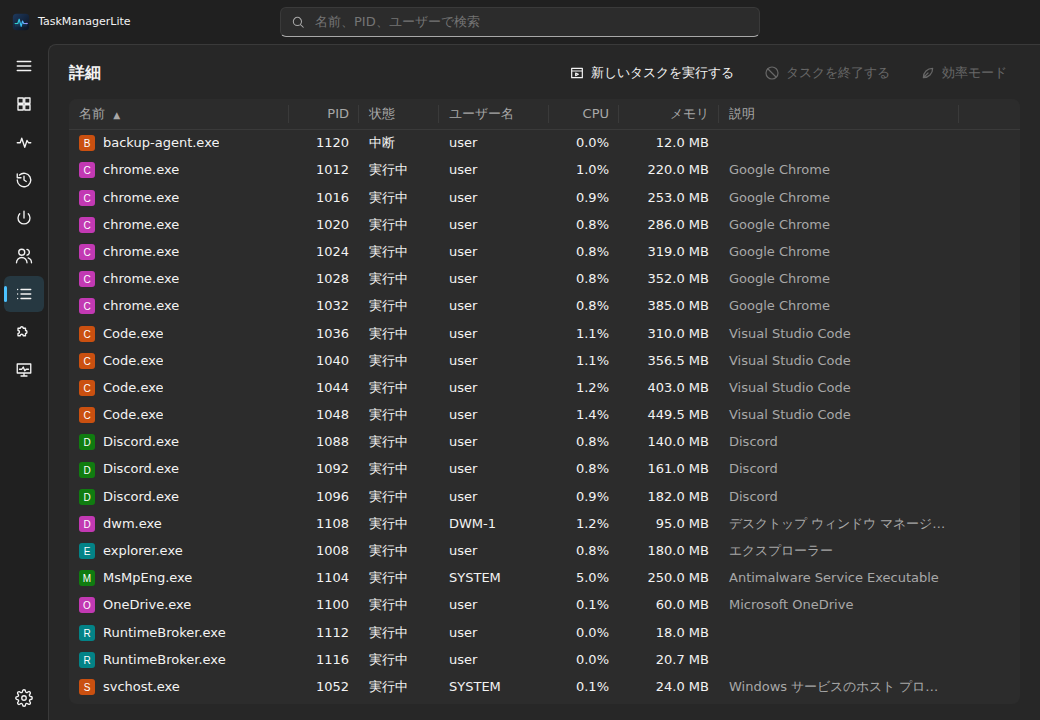 TaskManagerLite
名前、PID、ユーザーで検索
詳細
新しいタスクを実行する タスクを終了する 効率モード
名前 ▲ PID 状態 ユーザー名 CPU メモリ 説明
B backup-agent.exe 1120 中断 user 0.0% 12.0 MB
C chrome.exe 1012 実行中 user 1.0% 220.0 MB Google Chrome
C chrome.exe 1016 実行中 user 0.9% 253.0 MB Google Chrome
C chrome.exe 1020 実行中 user 0.8% 286.0 MB Google Chrome
C chrome.exe 1024 実行中 user 0.8% 319.0 MB Google Chrome
C chrome.exe 1028 実行中 user 0.8% 352.0 MB Google Chrome
C chrome.exe 1032 実行中 user 0.8% 385.0 MB Google Chrome
C Code.exe 1036 実行中 user 1.1% 310.0 MB Visual Studio Code
C Code.exe 1040 実行中 user 1.1% 356.5 MB Visual Studio Code
C Code.exe 1044 実行中 user 1.2% 403.0 MB Visual Studio Code
C Code.exe 1048 実行中 user 1.4% 449.5 MB Visual Studio Code
D Discord.exe 1088 実行中 user 0.8% 140.0 MB Discord
D Discord.exe 1092 実行中 user 0.8% 161.0 MB Discord
D Discord.exe 1096 実行中 user 0.9% 182.0 MB Discord
D dwm.exe 1108 実行中 DWM-1 1.2% 95.0 MB デスクトップ ウィンドウ マネージ…
E explorer.exe 1008 実行中 user 0.8% 180.0 MB エクスプローラー
M MsMpEng.exe 1104 実行中 SYSTEM 5.0% 250.0 MB Antimalware Service Executable
O OneDrive.exe 1100 実行中 user 0.1% 60.0 MB Microsoft OneDrive
R RuntimeBroker.exe 1112 実行中 user 0.0% 18.0 MB
R RuntimeBroker.exe 1116 実行中 user 0.0% 20.7 MB
S svchost.exe 1052 実行中 SYSTEM 0.1% 24.0 MB Windows サービスのホスト プロ…